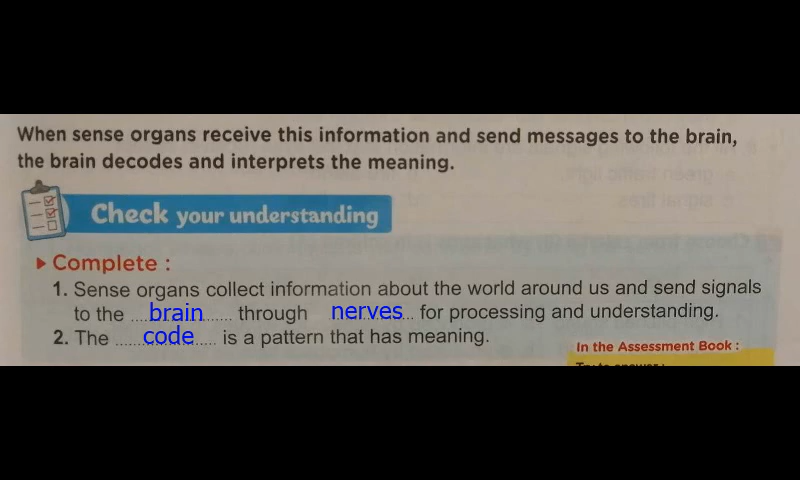 When sense organs receive this information and send messages to the brain,
the brain decodes and interprets the meaning.
Check your understanding
▶ Complete :
1. Sense organs collect information about the world around us and send signals
to the ....brain...... through ..nerves... for processing and understanding.
2. The .....code..... is a pattern that has meaning.
In the Assessment Book :